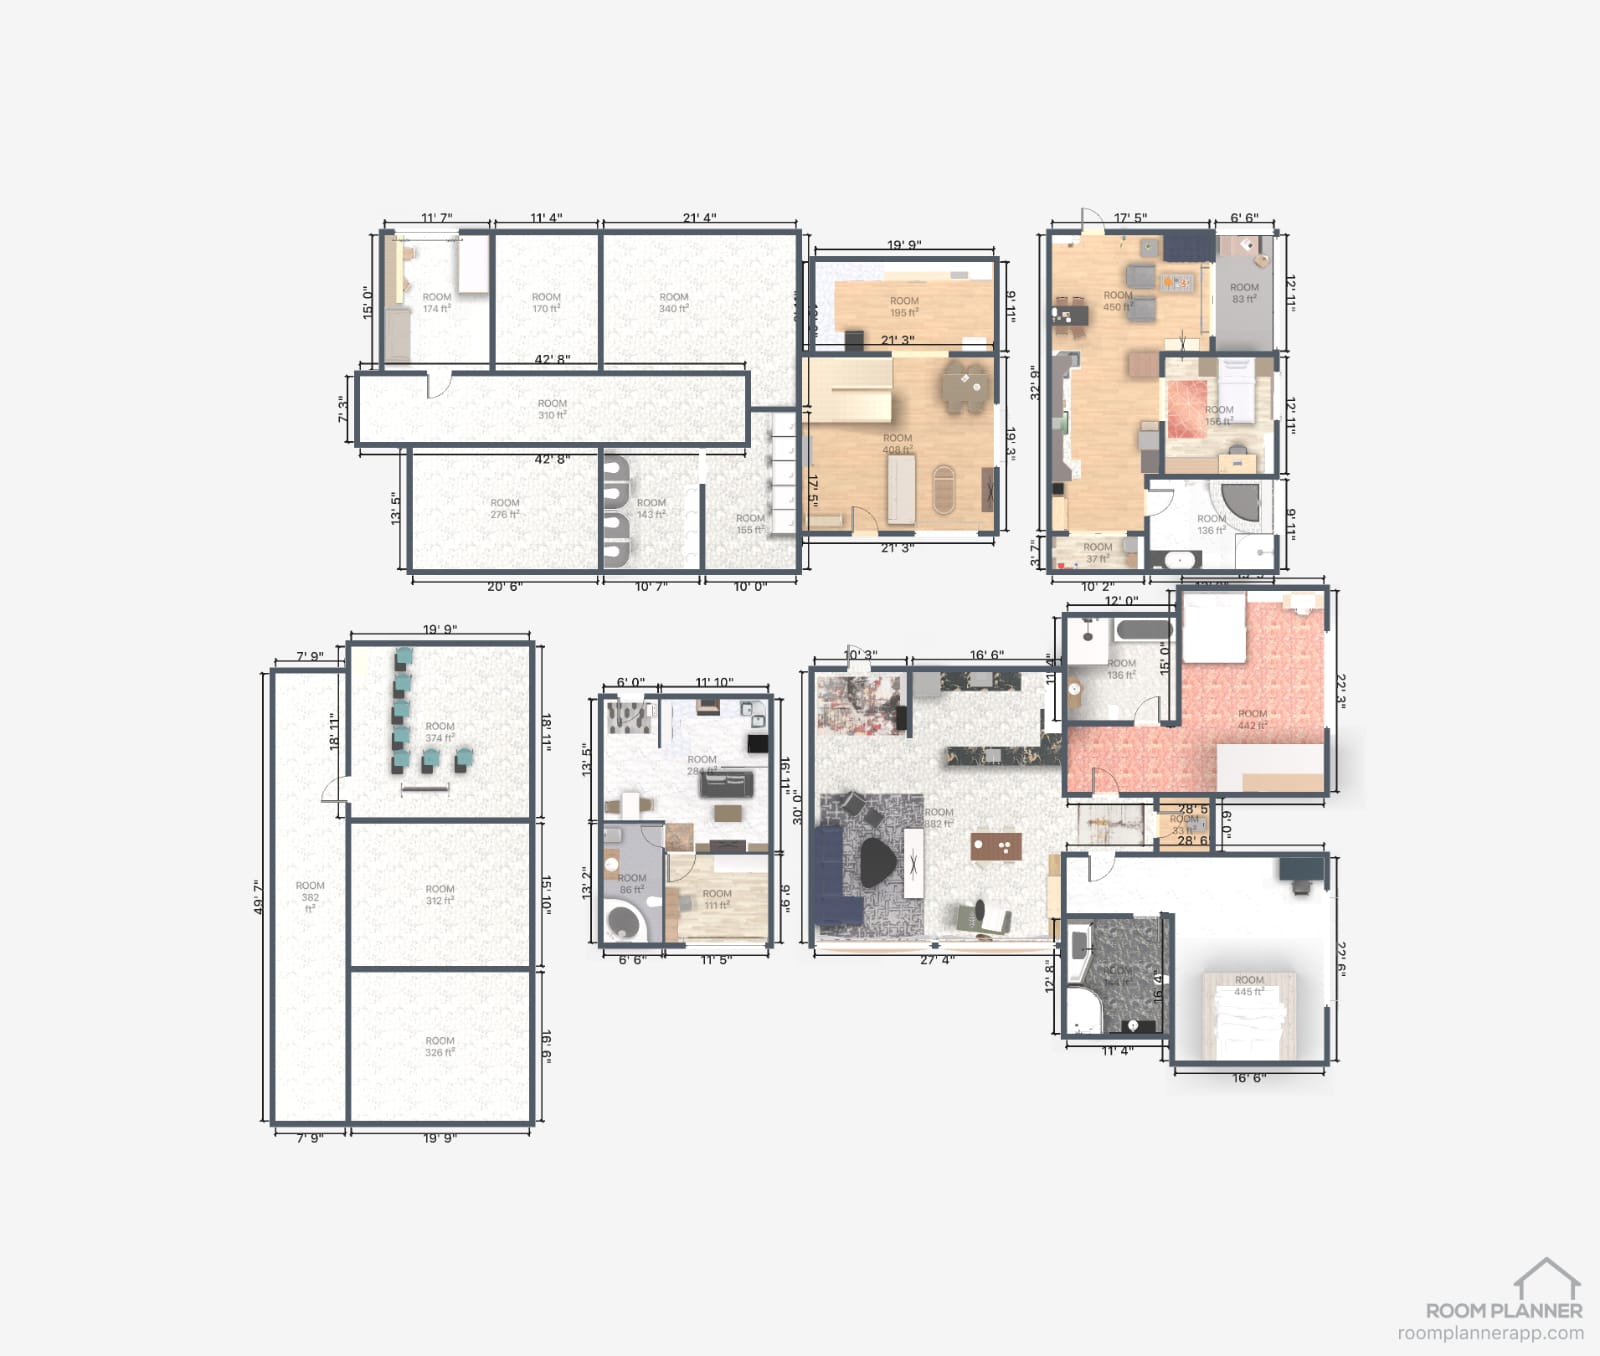 11' 7"
11' 4"
21' 4"
17' 5"
6' 6"
19' 9"
15' 0"
ROOM
174 ft²
ROOM
170 ft²
ROOM
340 ft²
ROOM
195 ft²
9' 11"
ROOM
450 ft²
ROOM
83 ft²
12' 11"
21' 3"
42' 8"
7' 3"
ROOM
310 ft²
32' 9"
ROOM
156 ft²
12' 11"
ROOM
408 ft²
19' 3"
42' 8"
13' 5"
ROOM
276 ft²
ROOM
143 ft²
ROOM
155 ft²
17' 5"
ROOM
136 ft²
9' 11"
21' 3"
3' 7"
ROOM
37 ft²
20' 6"
10' 7"
10' 0"
10' 2"
12' 0"
19' 9"
7' 9"
18' 11"
ROOM
374 ft²
18' 11"
6' 0"
11' 10"
10' 3"
16' 6"
ROOM
136 ft²
15' 0"
22' 3"
ROOM
442 ft²
13' 5"
ROOM
284 ft²
16' 11"
30' 0"
ROOM
882 ft²
28' 5"
ROOM
33 ft²
6' 0"
28' 6"
49' 7"
ROOM
382
ft²
ROOM
312 ft²
15' 10"
13' 2"
ROOM
86 ft²
ROOM
111 ft²
9' 9"
6' 6"
11' 5"
27' 4"
12' 8"
ROOM
144 ft²
16' 4"
ROOM
445 ft²
22' 6"
ROOM
326 ft²
16' 6"
11' 4"
16' 6"
7' 9"
19' 9"
ROOM PLANNER
roomplannerapp.com